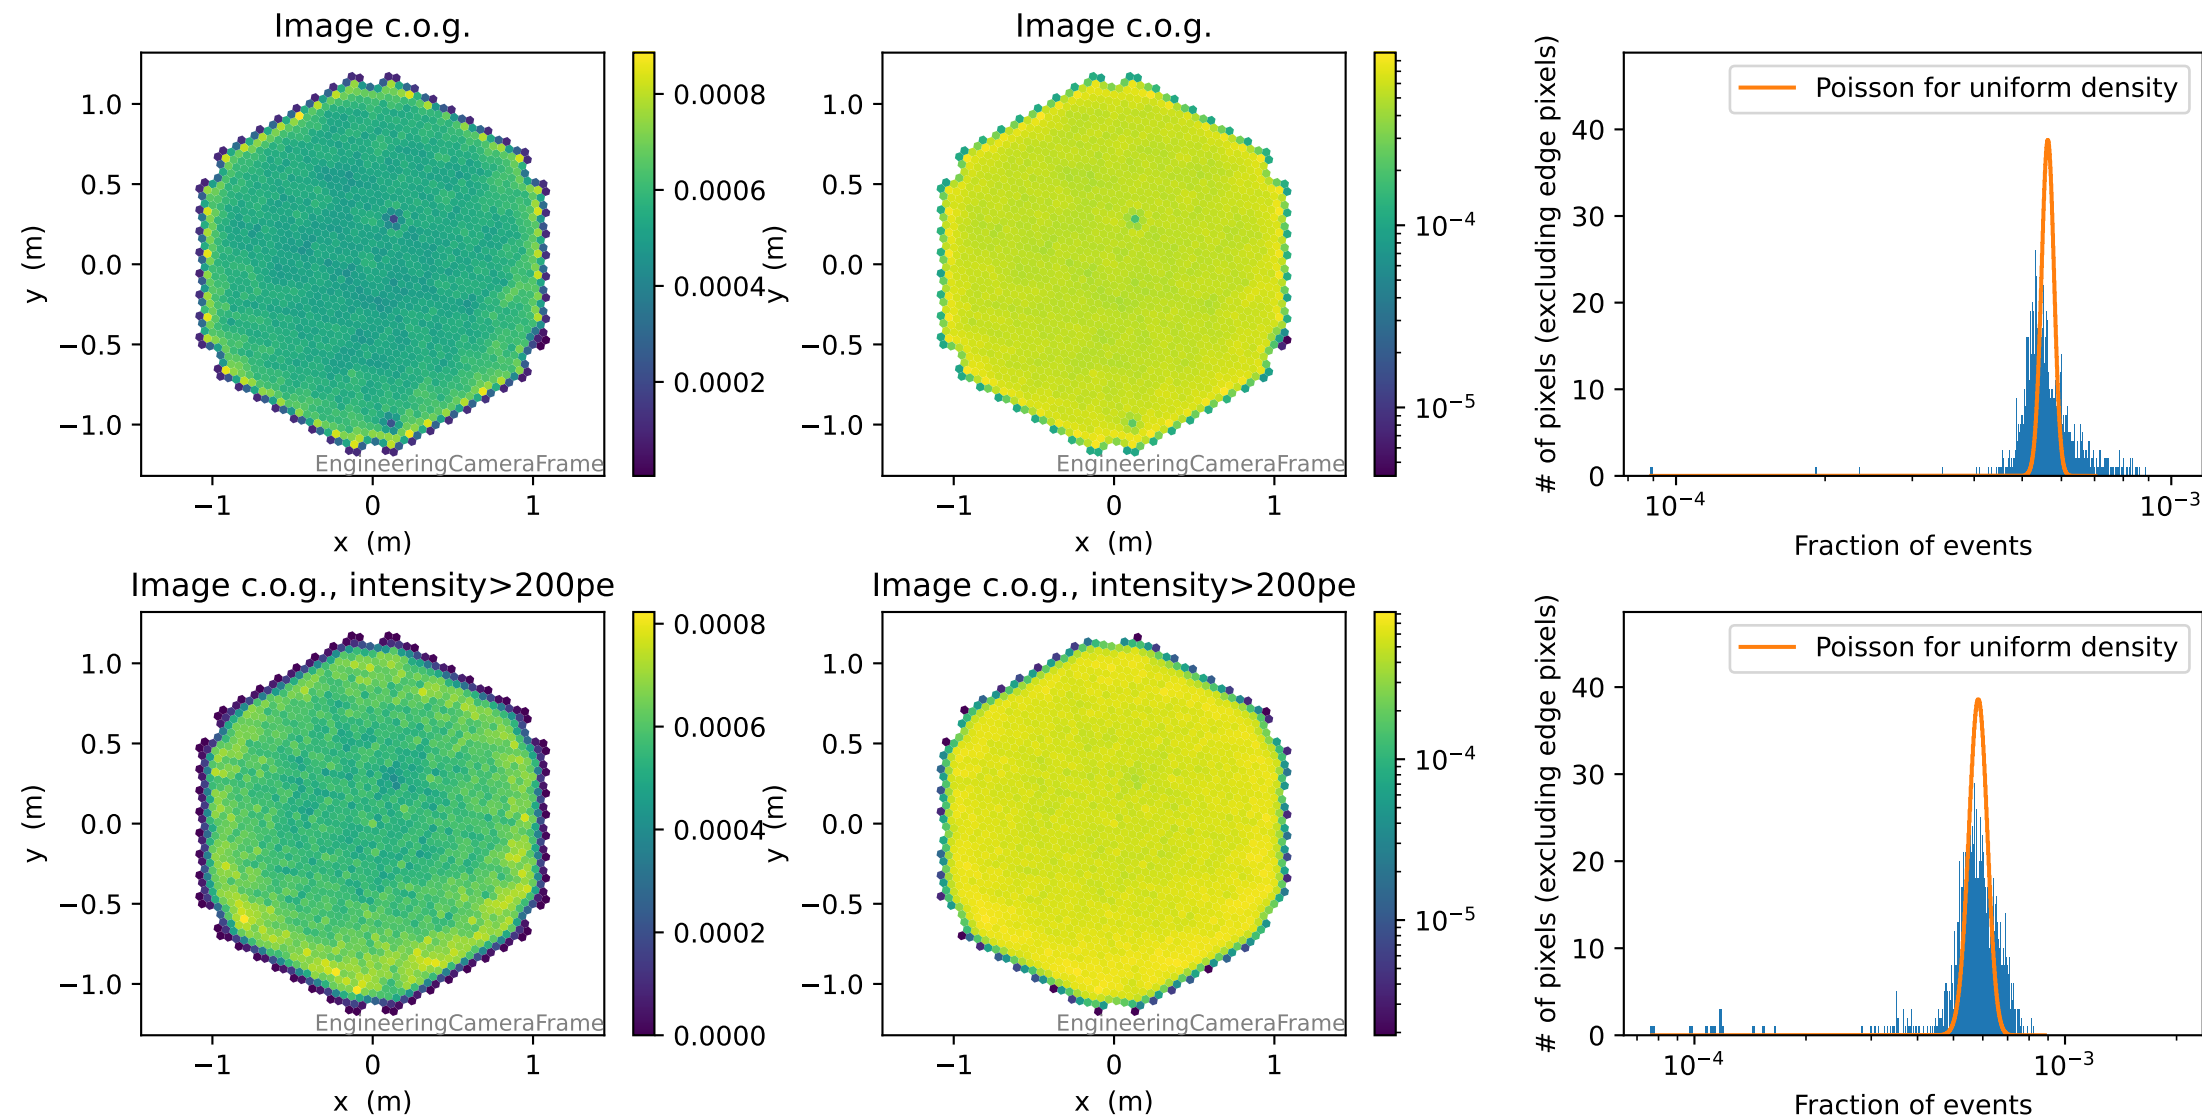 Image c.o.g.
y (m)
1.0
0.5
0.0
−0.5
−1.0
EngineeringCameraFrame
−1 0 1
x (m)
0.0008
0.0006
0.0004
0.0002
Image c.o.g.
y (m)
1.0
0.5
0.0
−0.5
−1.0
EngineeringCameraFrame
−1 0 1
x (m)
10⁻⁴
10⁻⁵
# of pixels (excluding edge pixels)
40
30
20
10
0
Poisson for uniform density
10⁻⁴ 10⁻³
Fraction of events
Image c.o.g., intensity>200pe
y (m)
1.0
0.5
0.0
−0.5
−1.0
EngineeringCameraFrame
−1 0 1
x (m)
0.0008
0.0006
0.0004
0.0002
0.0000
Image c.o.g., intensity>200pe
y (m)
1.0
0.5
0.0
−0.5
−1.0
EngineeringCameraFrame
−1 0 1
x (m)
10⁻⁴
10⁻⁵
# of pixels (excluding edge pixels)
40
30
20
10
0
Poisson for uniform density
10⁻⁴ 10⁻³
Fraction of events